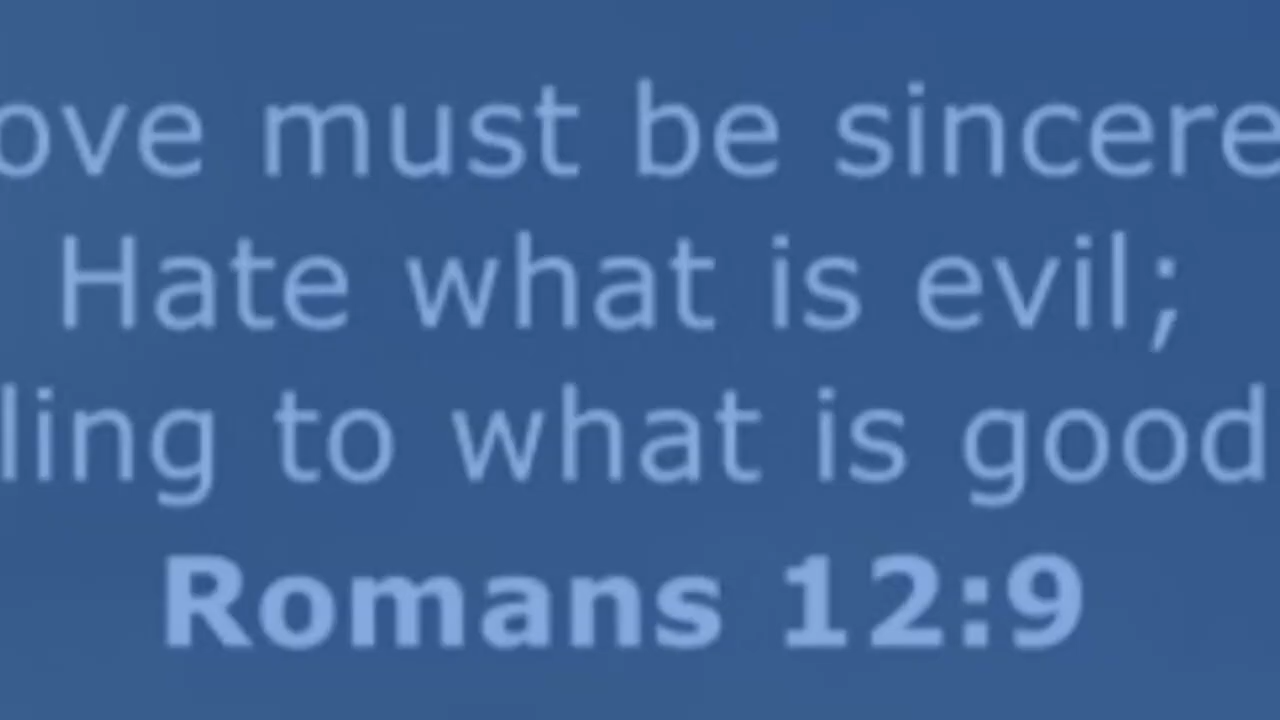 ove must be sincere
Hate what is evil;
ling to what is good
Romans 12:9